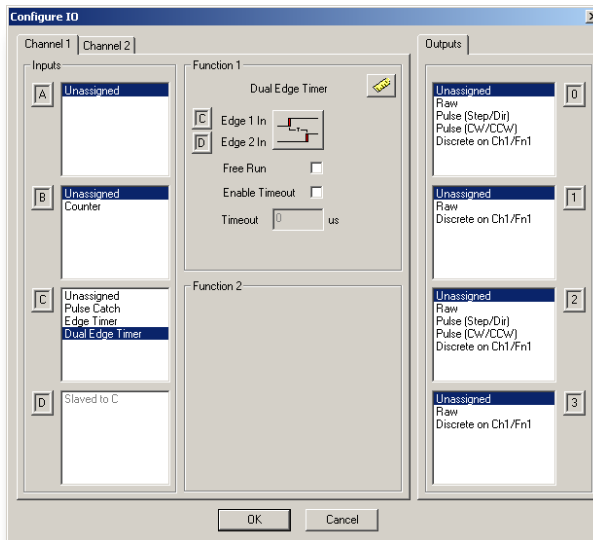 Configure IO
Channel 1
Channel 2
Inputs
A
Unassigned
B
Unassigned
Counter
C
Unassigned
Pulse Catch
Edge Timer
Dual Edge Timer
D
Slaved to C
Function 1
Dual Edge Timer
C
Edge 1 In
D
Edge 2 In
T
Free Run
Enable Timeout
Timeout
0
us
Function 2
Outputs
Unassigned
Raw
Pulse (Step/Dir)
Pulse (CW/CCW)
Discrete on Ch1/Fn1
0
Unassigned
Raw
Discrete on Ch1/Fn1
1
Unassigned
Raw
Pulse (Step/Dir)
Pulse (CW/CCW)
Discrete on Ch1/Fn1
2
Unassigned
Raw
Discrete on Ch1/Fn1
3
OK
Cancel